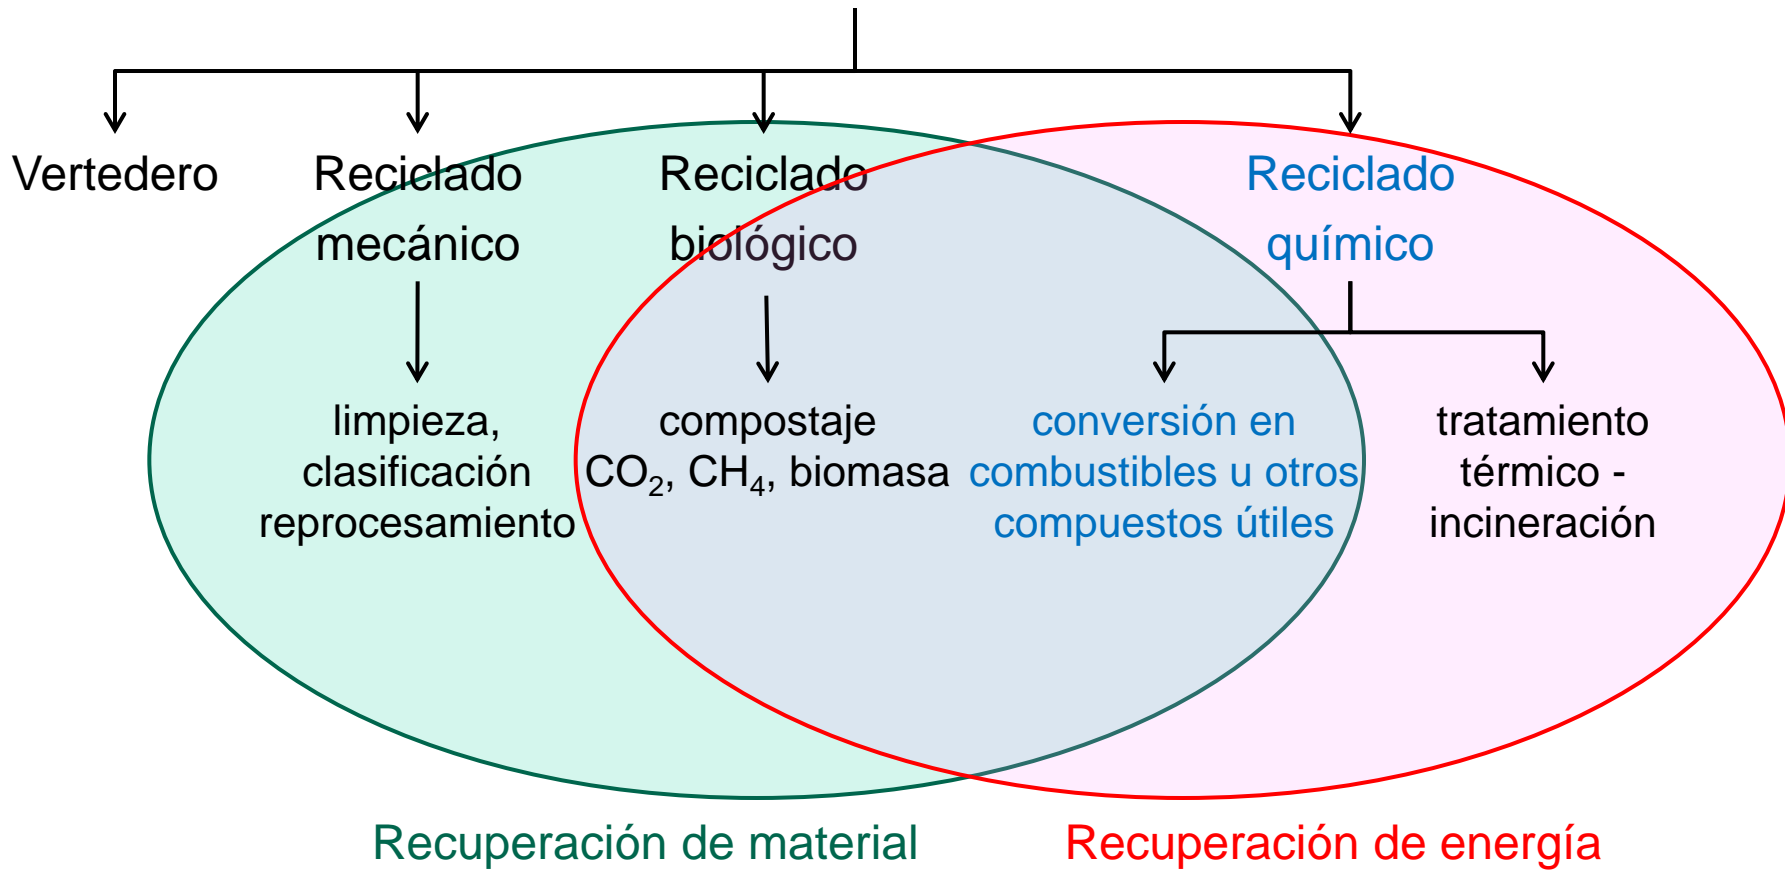 Vertedero
Reciclado
mecánico
Reciclado
biológico
Reciclado
químico
limpieza,
clasificación
reprocesamiento
compostaje
CO₂, CH₄, biomasa
conversión en
combustibles u otros
compuestos útiles
tratamiento
térmico -
incineración
Recuperación de material
Recuperación de energía